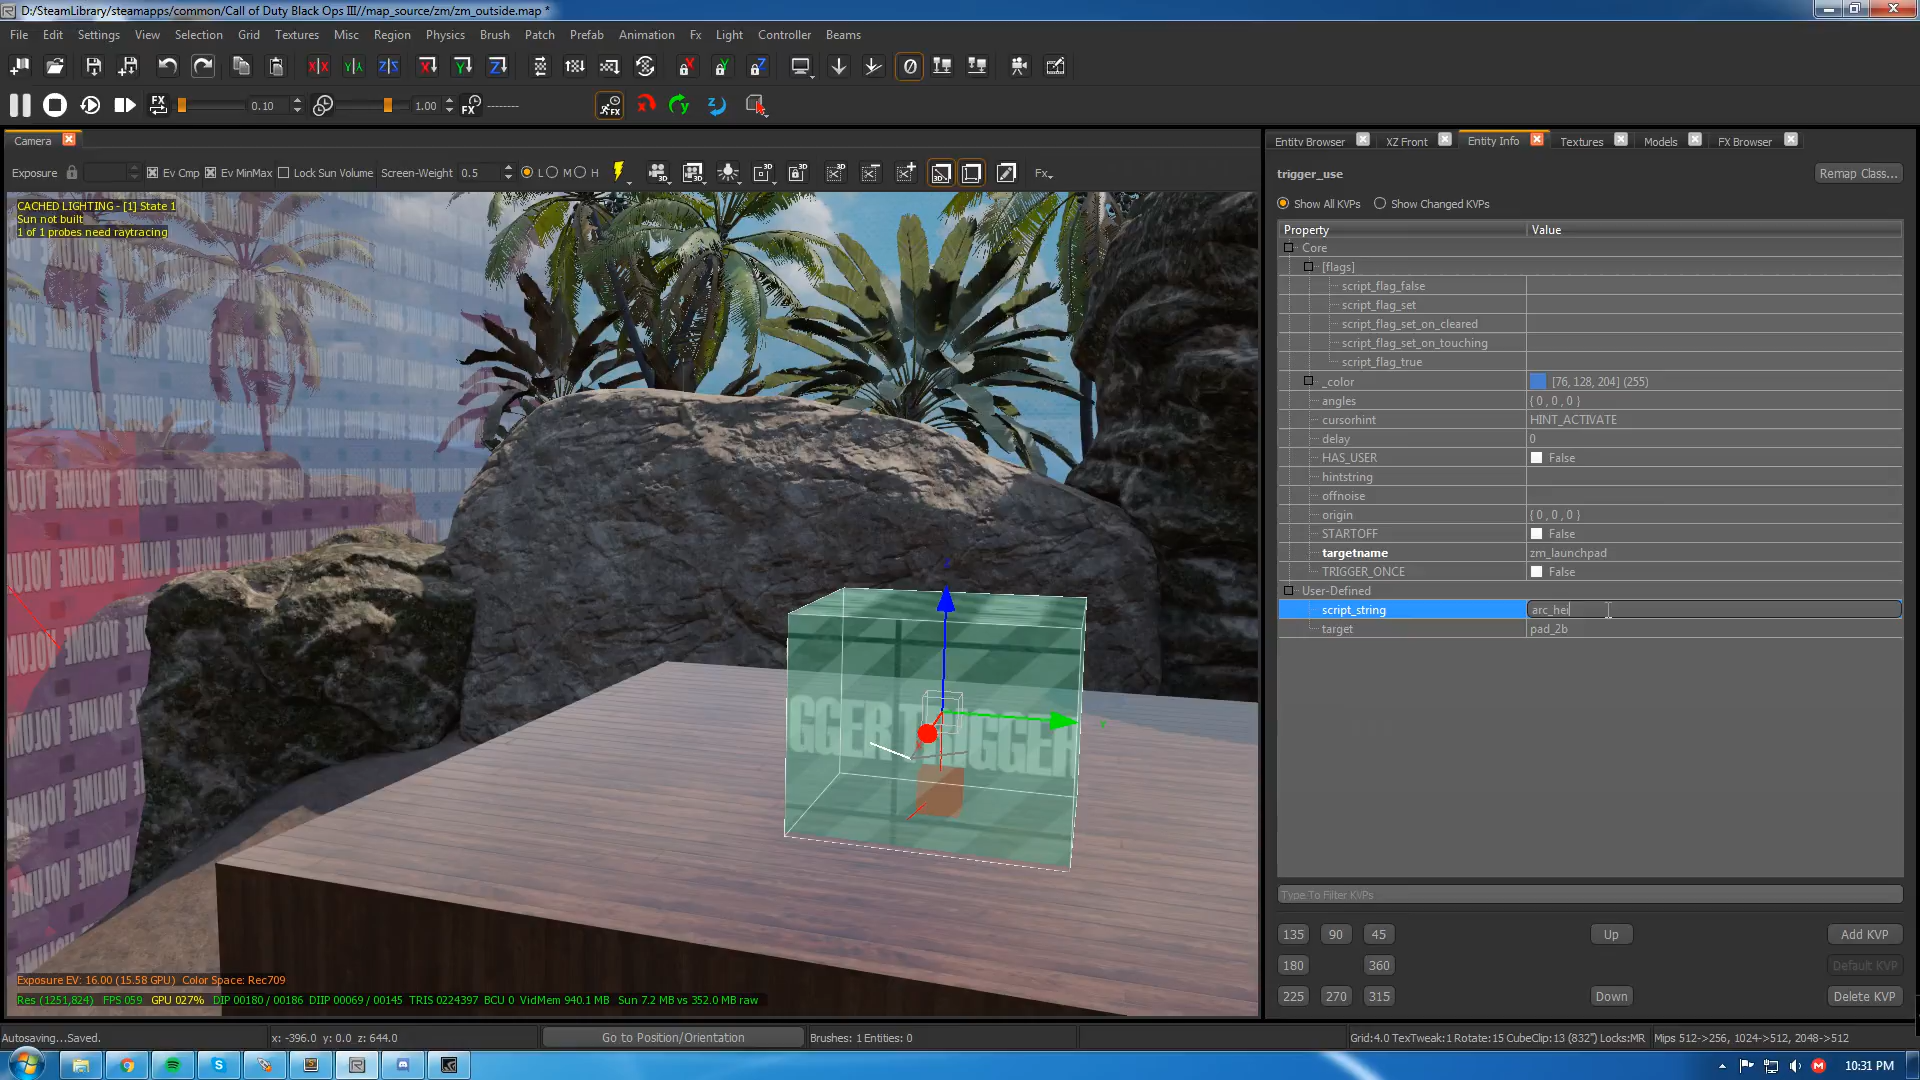 D:/SteamLibrary/steamapps/common/Call of Duty Black Ops III//map_source/zm/zm_outside.map *
File Edit Settings View Selection Grid Textures Misc Region Physics Brush Patch Prefab Animation Fx Light Controller Beams
FX 0.10 1.00 FX --------
Camera
Exposure Ev Cmp Ev MinMax Lock Sun Volume Screen-Weight 0.5 L M H Fx
CACHED LIGHTING - [1] State 1
Sun not built
1 of 1 probes need raytracing
VOLUME
GGER TRIGGER
Exposure EV: 16.00 (15.58 GPU) Color Space: Rec709
Res (1251,824) FPS 059 GPU 027% DIP 00180 / 00186 DIIP 00069 / 00145 TRIS 0224397 BCU 0 VidMem 940.1 MB Sun 7.2 MB vs 352.0 MB raw
Entity Browser XZ Front Entity Info Textures Models FX Browser
trigger_use
Remap Class...
Show All KVPs Show Changed KVPs
Property Value
Core
[flags]
script_flag_false
script_flag_set
script_flag_set_on_cleared
script_flag_set_on_touching
script_flag_true
_color [76, 128, 204] (255)
angles { 0 , 0 , 0 }
cursorhint HINT_ACTIVATE
delay 0
HAS_USER False
hintstring
offnoise
origin { 0 , 0 , 0 }
STARTOFF False
targetname zm_launchpad
TRIGGER_ONCE False
User-Defined
script_string arc_hei
target pad_2b
Type To Filter KVPs
135 90 45 Up Add KVP
180 360 Default KVP
225 270 315 Down Delete KVP
Autosaving...Saved. x: -396.0 y: 0.0 z: 644.0 Go to Position/Orientation Brushes: 1 Entities: 0 Grid:4.0 TexTweak:1 Rotate:15 CubeClip:13 (832") Locks:MR Mips 512->256, 1024->512, 2048->512
10:31 PM